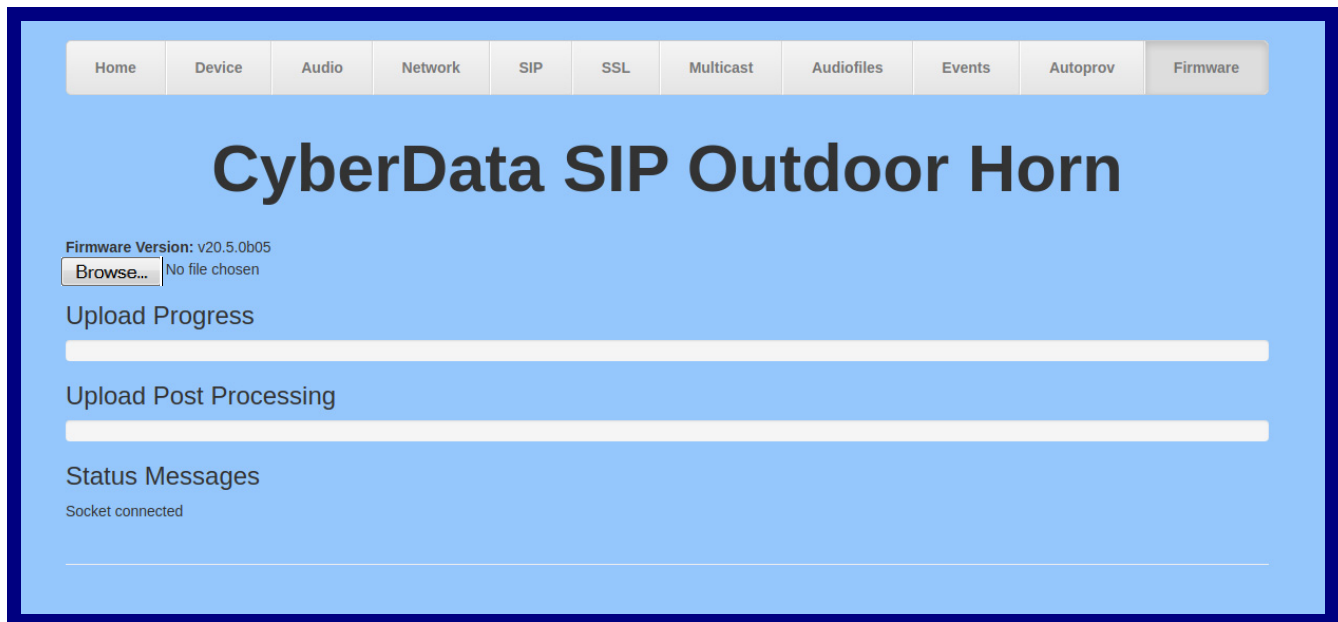 Home Device Audio Network SIP SSL Multicast Audiofiles Events Autoprov Firmware
CyberData SIP Outdoor Horn
Firmware Version: v20.5.0b05
Browse... No file chosen
Upload Progress
Upload Post Processing
Status Messages
Socket connected